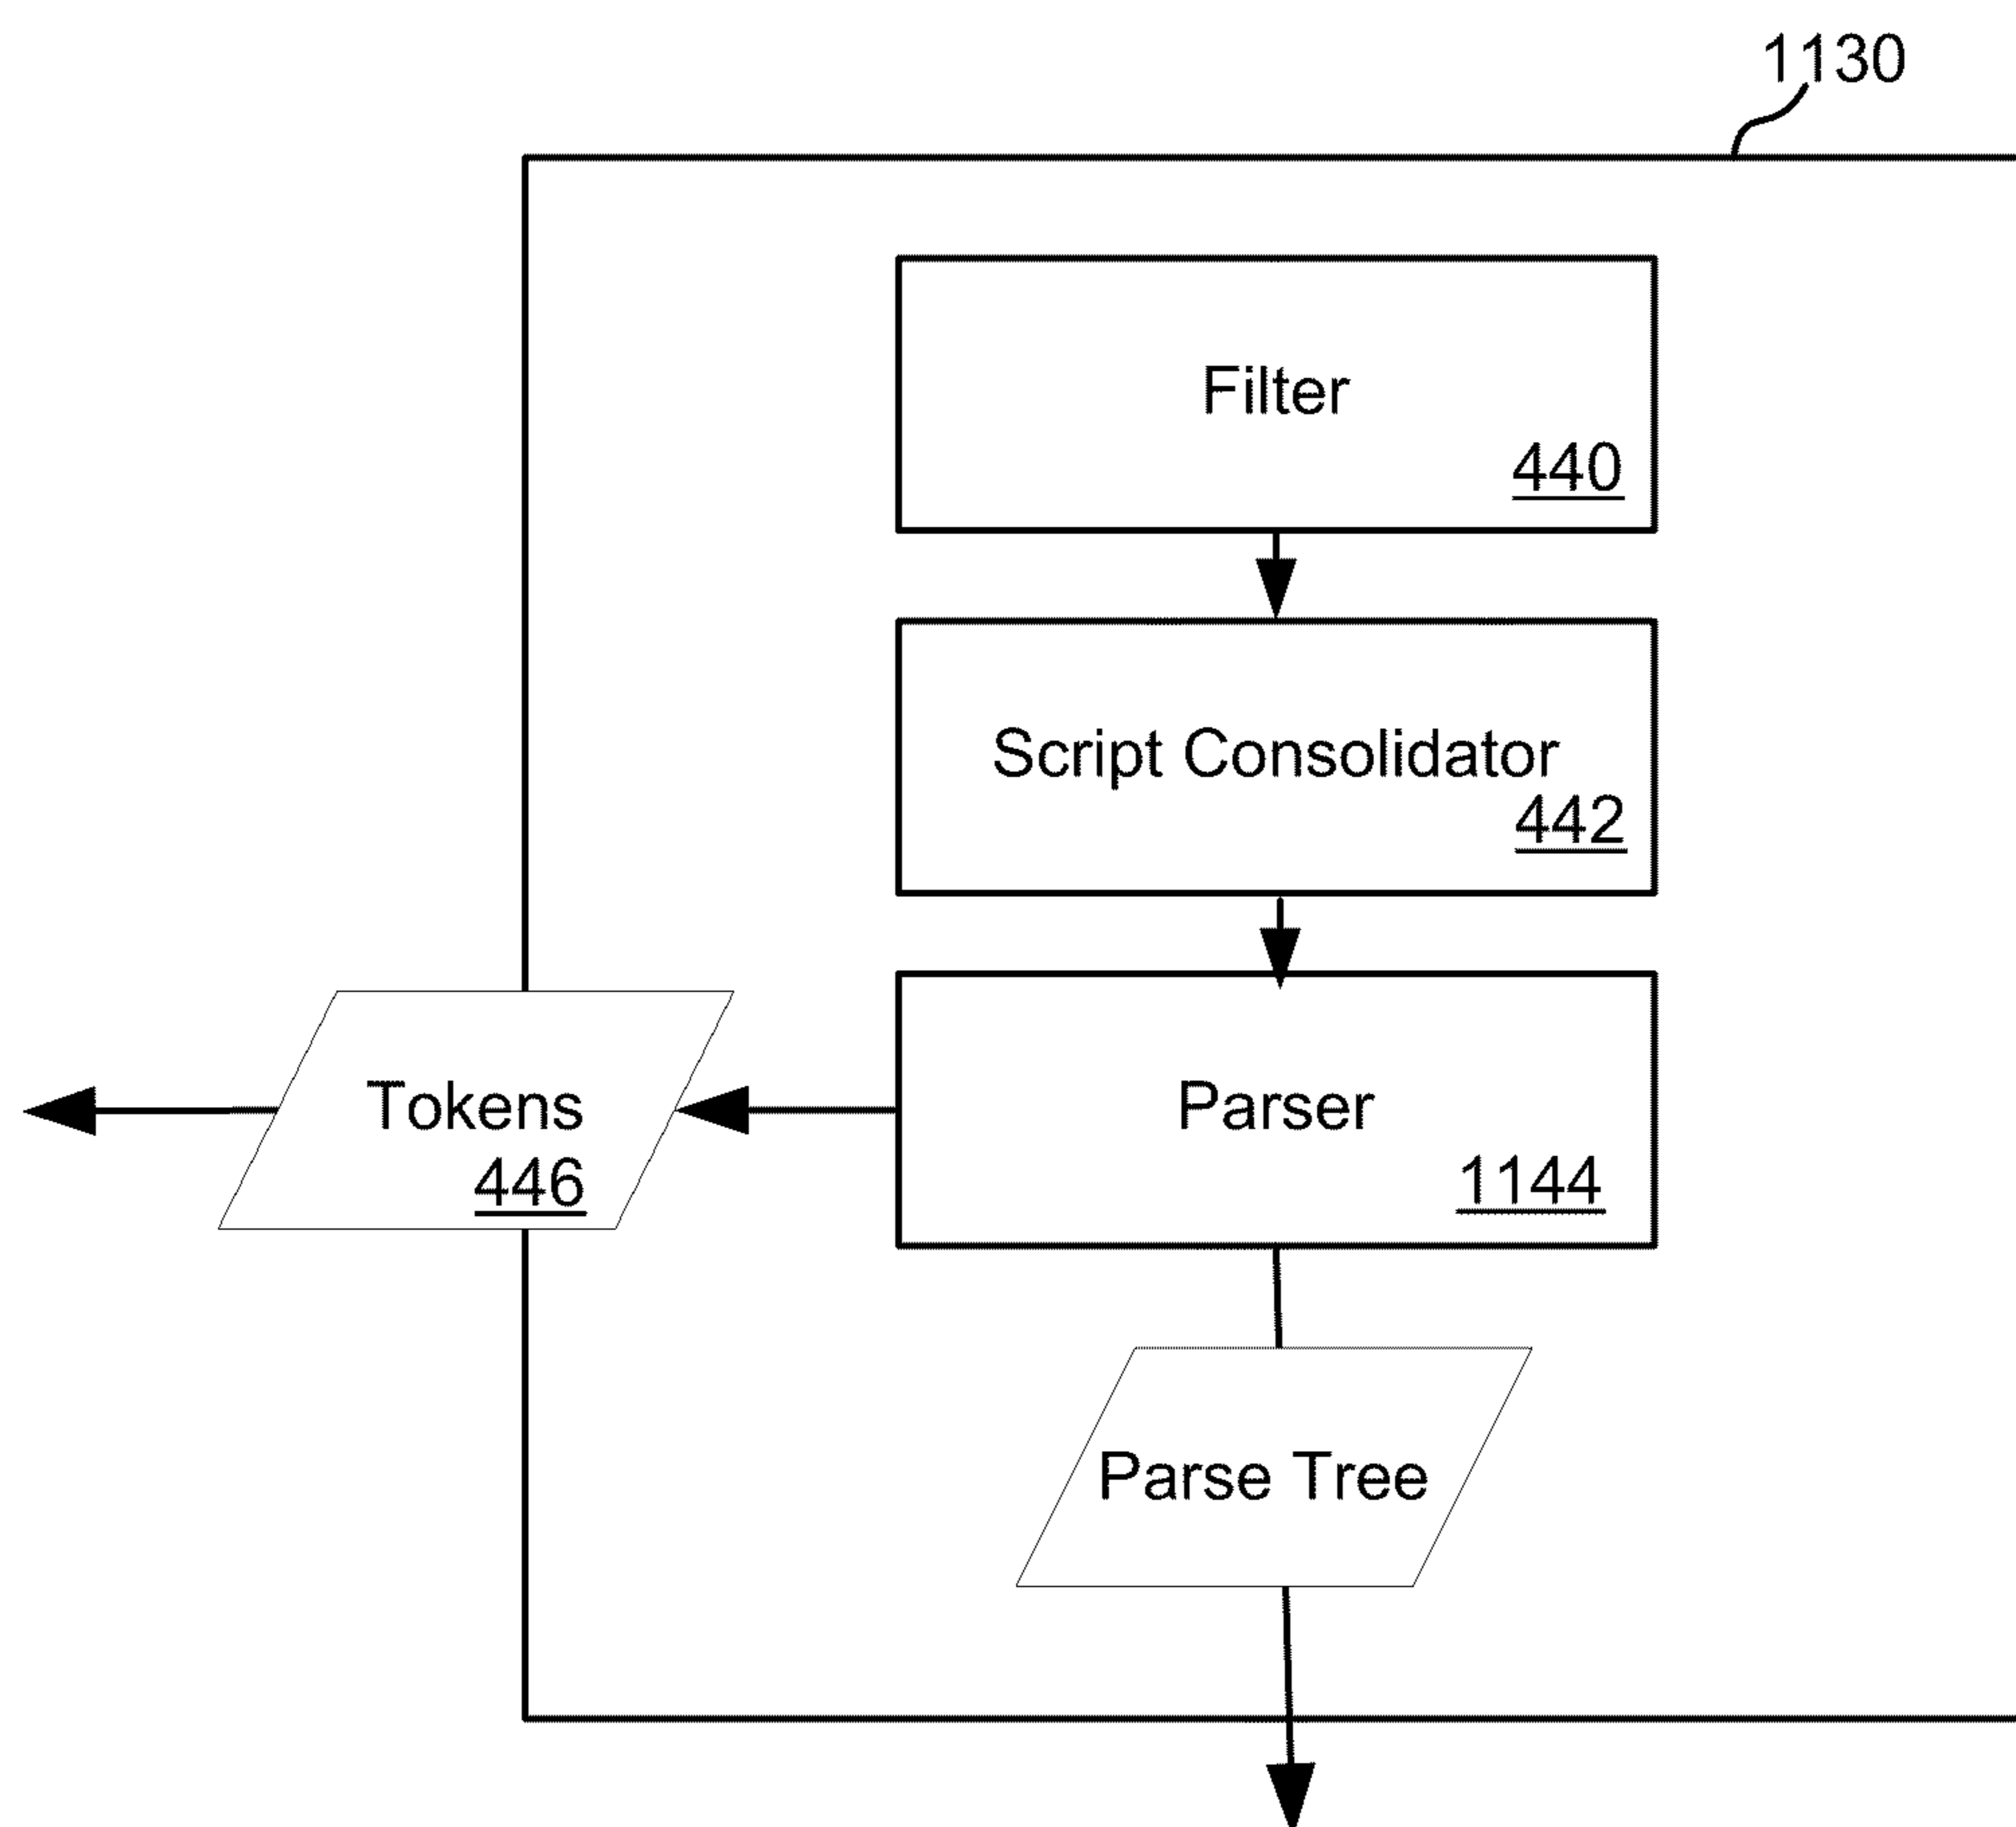 1130
Filter
440
Script Consolidator
442
Tokens
446
Parser
1144
Parse Tree